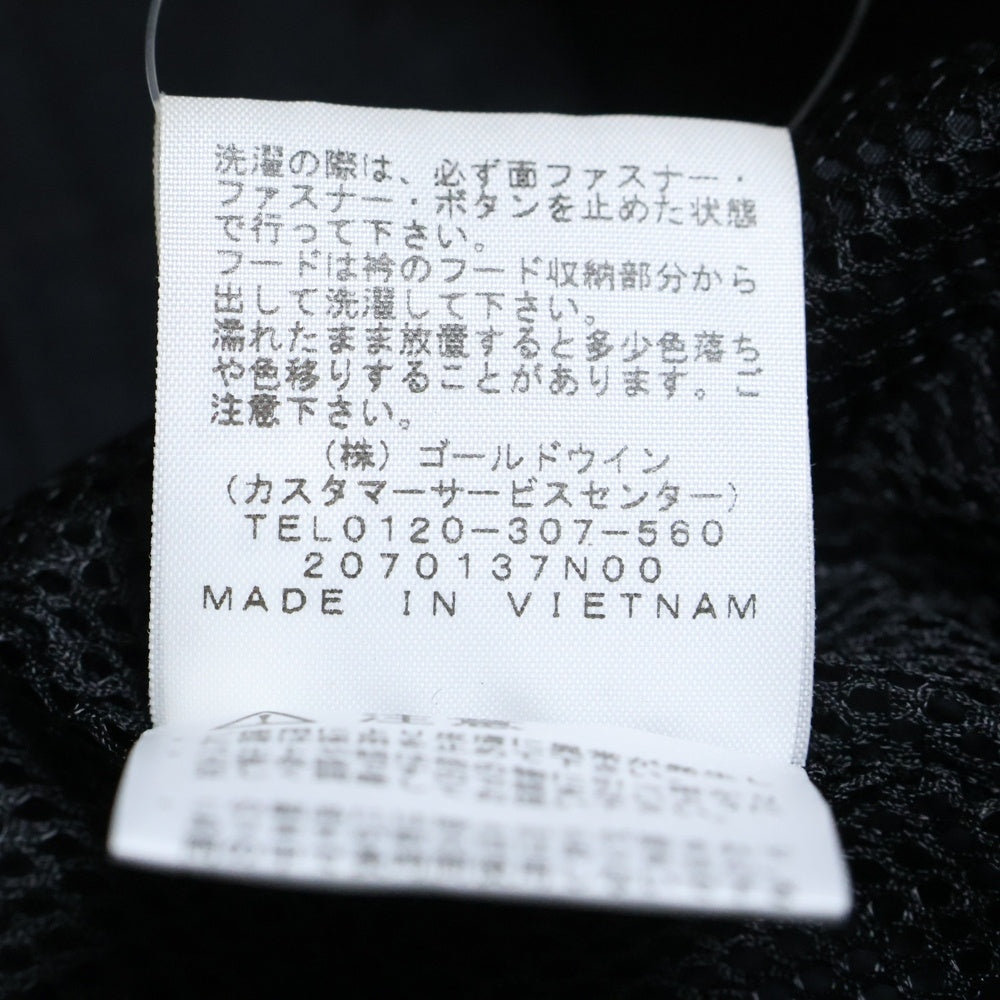 洗濯の際は、必ず面ファスナー・
ファスナー・ボタンを止めた状態
で行って下さい。
フードは衿のフード収納部分から
出して洗濯して下さい。
濡れたまま放置すると多少色落ち
や色移りすることがあります。ご
注意下さい。
（株）ゴールドウイン
（カスタマーサービスセンター）
TEL0120−307−560
2070137N00
MADE IN VIETNAM